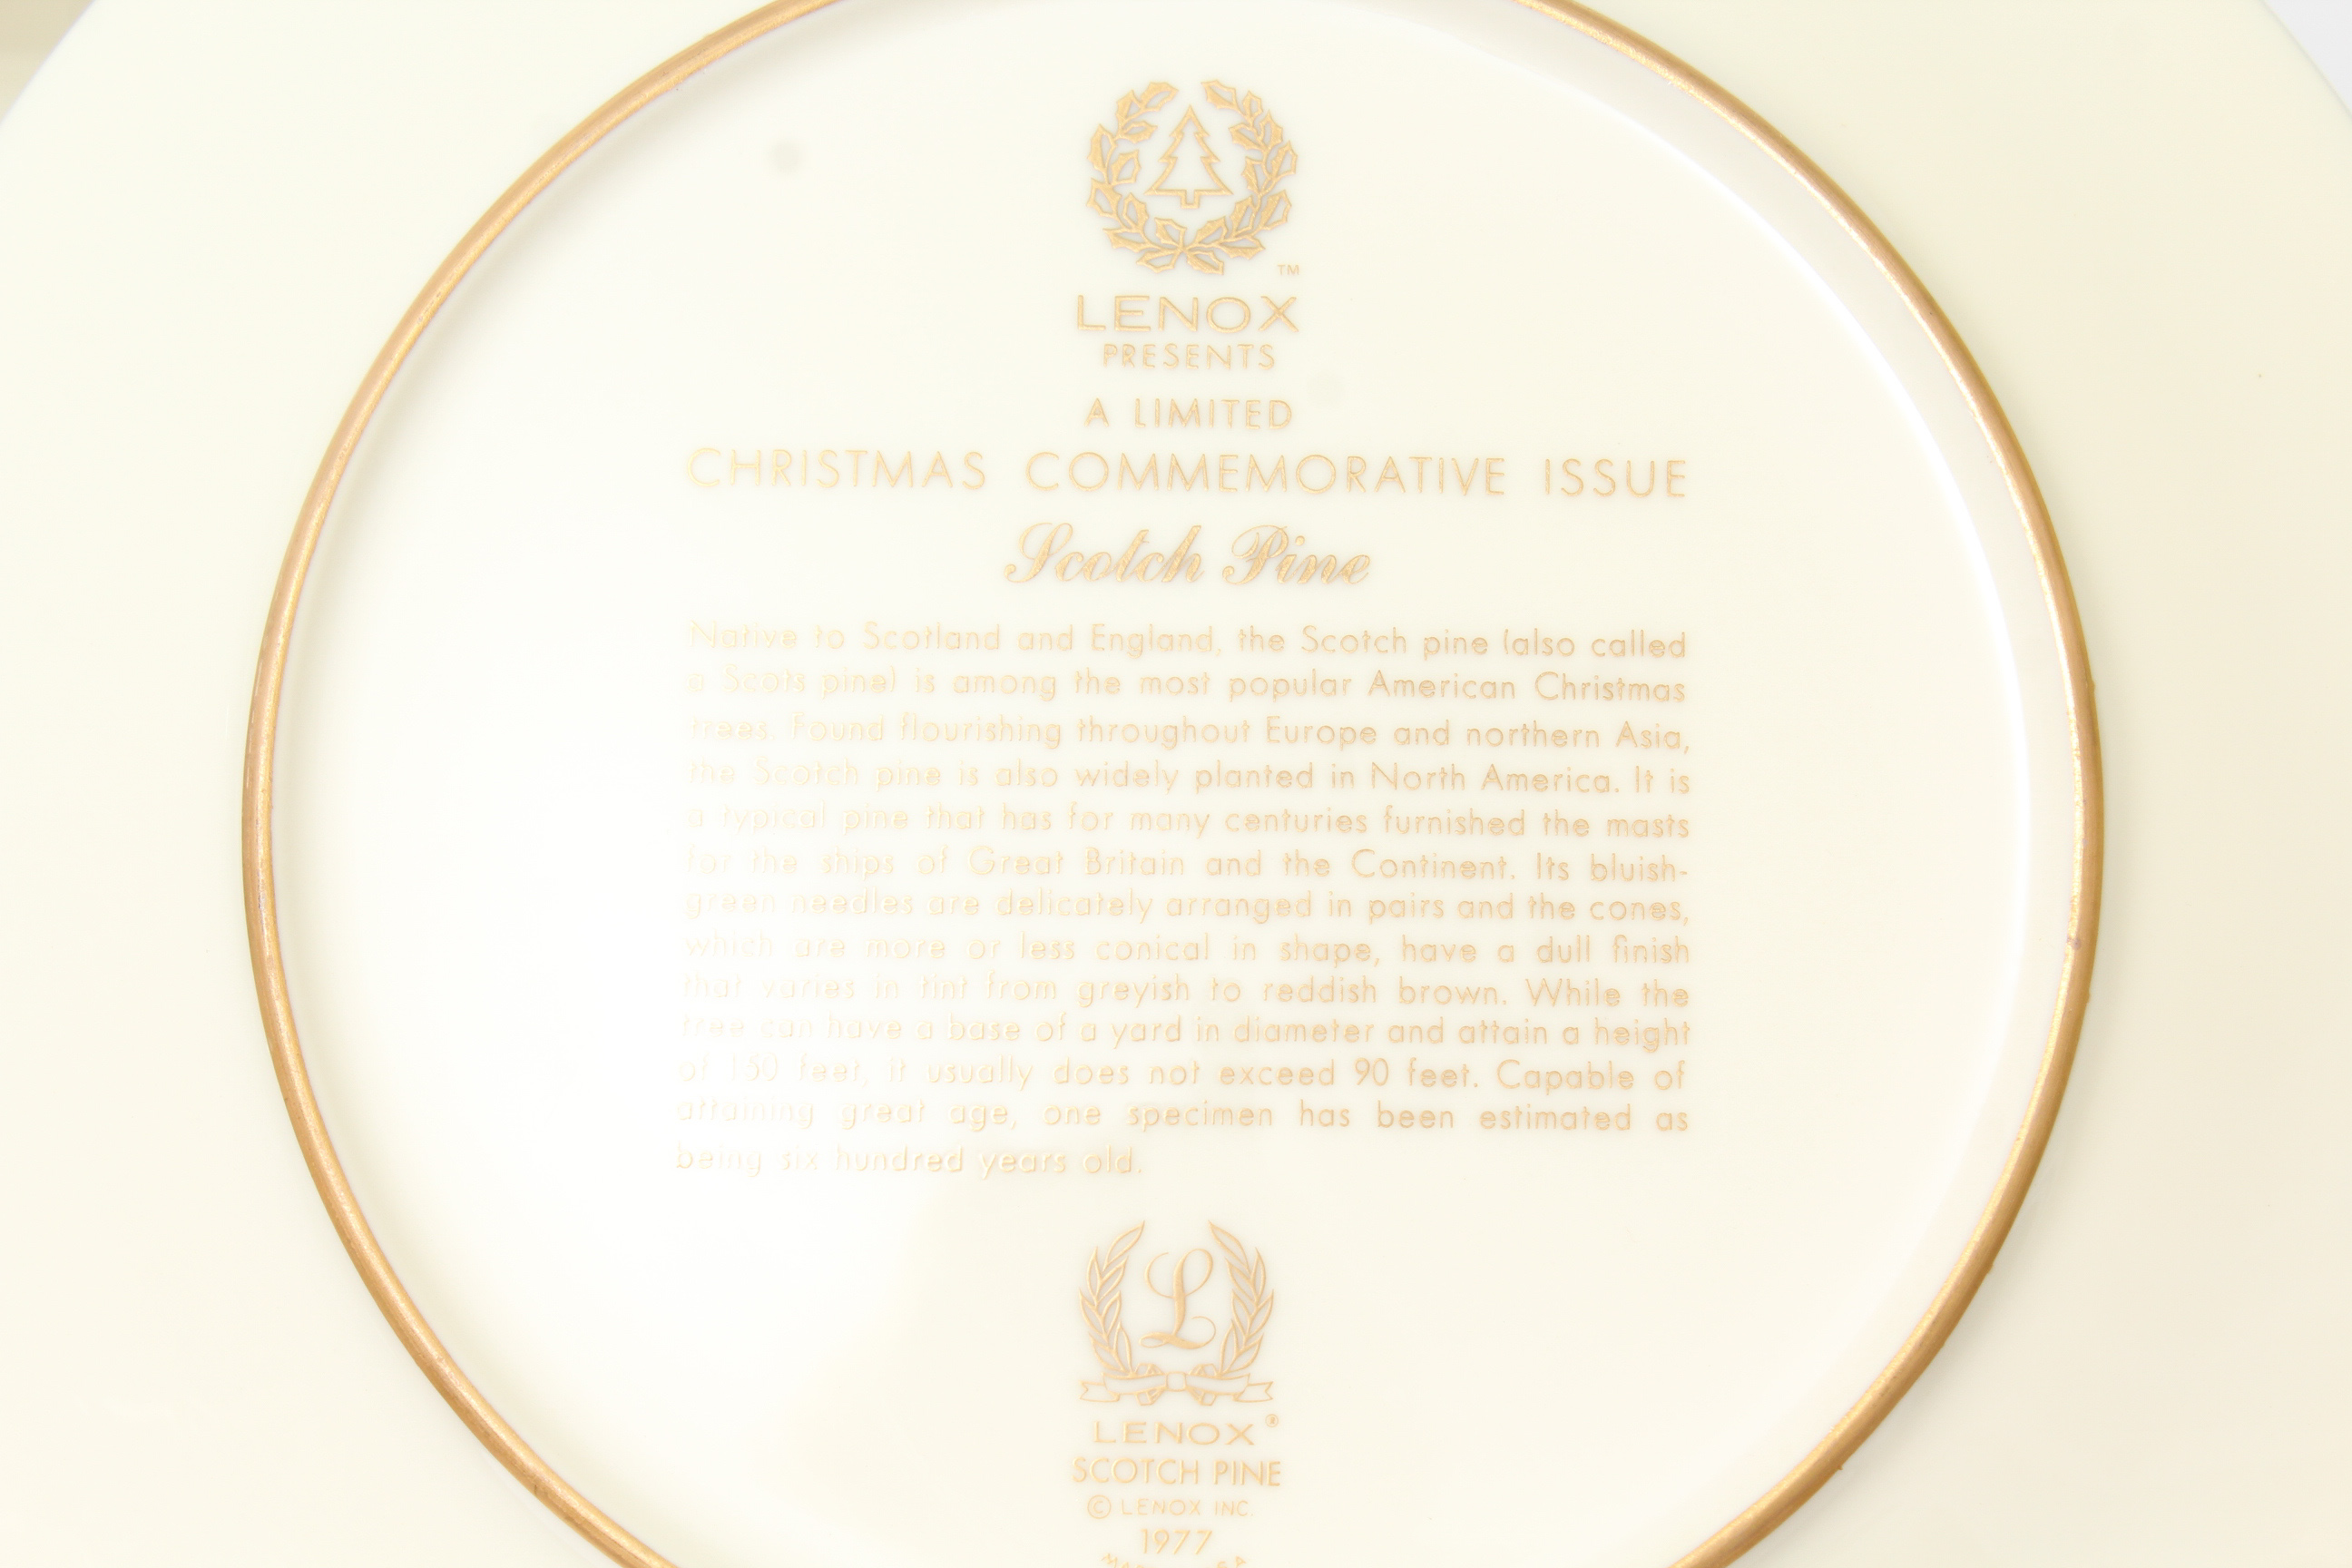 TM
LENOX
PRESENTS
A LIMITED
CHRISTMAS COMMEMORATIVE ISSUE
Scotch Pine
Native to Scotland and England, the Scotch pine (also called
a Scots pine) is among the most popular American Christmas
trees. Found flourishing throughout Europe and northern Asia,
the Scotch pine is also widely planted in North America. It is
a typical pine that has for many centuries furnished the masts
for the ships of Great Britain and the Continent. Its bluish-
green needles are delicately arranged in pairs and the cones,
which are more or less conical in shape, have a dull finish
that varies in tint from greyish to reddish brown. While the
tree can have a base of a yard in diameter and attain a height
of 150 feet, it usually does not exceed 90 feet. Capable of
attaining great age, one specimen has been estimated as
being six hundred years old.
L
LENOX®
SCOTCH PINE
© LENOX INC.
1977